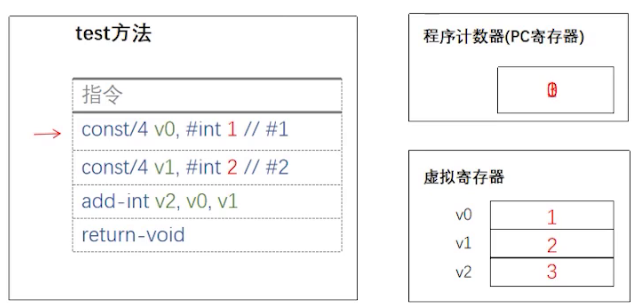 test方法
指令
const/4 v0, #int 1 // #1
const/4 v1, #int 2 // #2
add-int v2, v0, v1
return-void
程序计数器(PC寄存器)
虚拟寄存器
v0 1
v1 2
v2 3